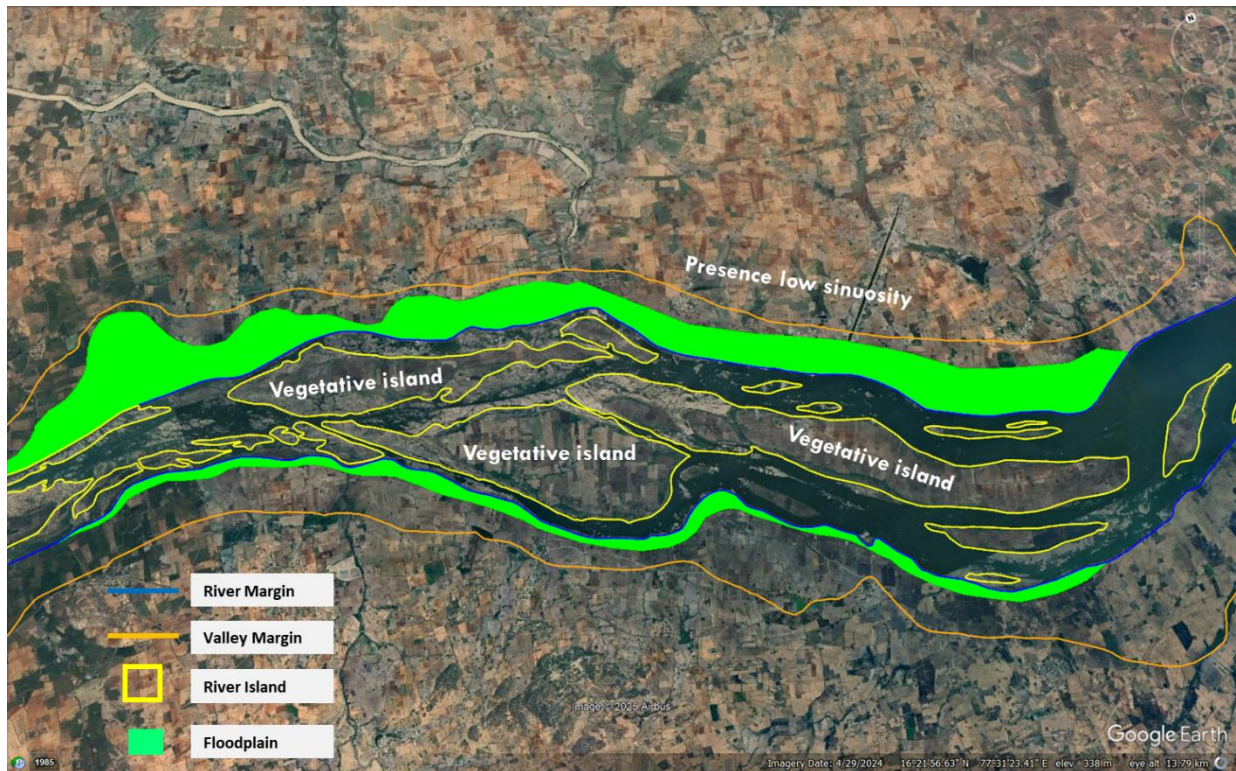 N
Presence low sinuosity
Vegetative island
Vegetative island
Vegetative island
River Margin
Valley Margin
River Island
Floodplain
Image © 2025 Airbus
Google Earth
1985
Imagery Date: 4/29/2024 16°21'56.63" N 77°31'23.41" E elev 338 m eye alt 13.79 km